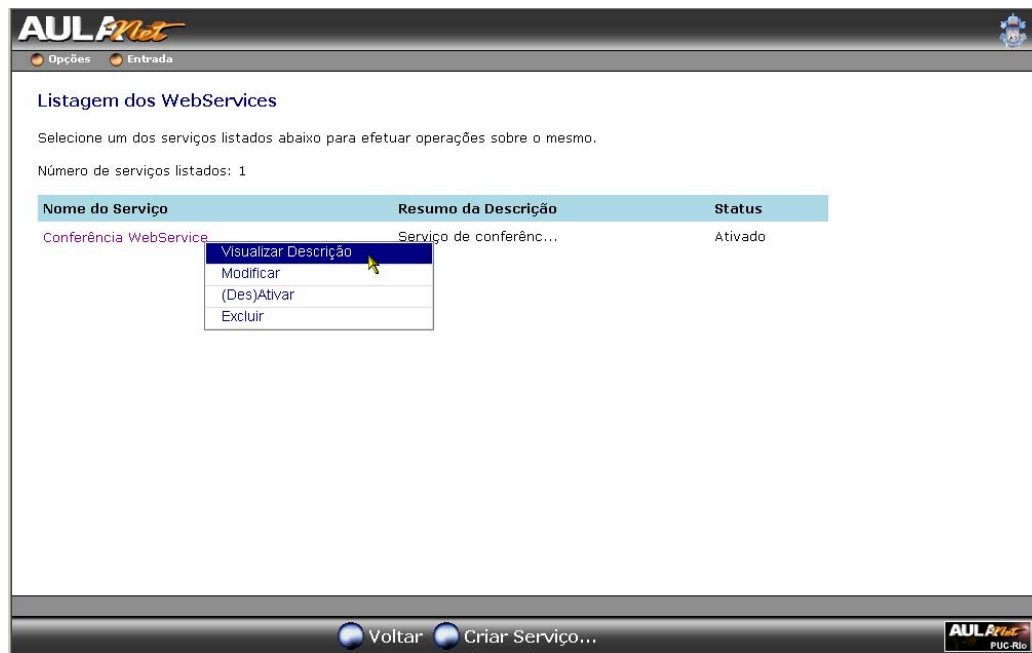 AULANet
Opções Entrada
Listagem dos WebServices
Selecione um dos serviços listados abaixo para efetuar operações sobre o mesmo.
Número de serviços listados: 1
Nome do Serviço Resumo da Descrição Status
Conferência WebService Serviço de conferênc... Ativado
Visualizar Descrição
Modificar
(Des)Ativar
Excluir
Voltar Criar Serviço...
AULANet
PUC-Rio